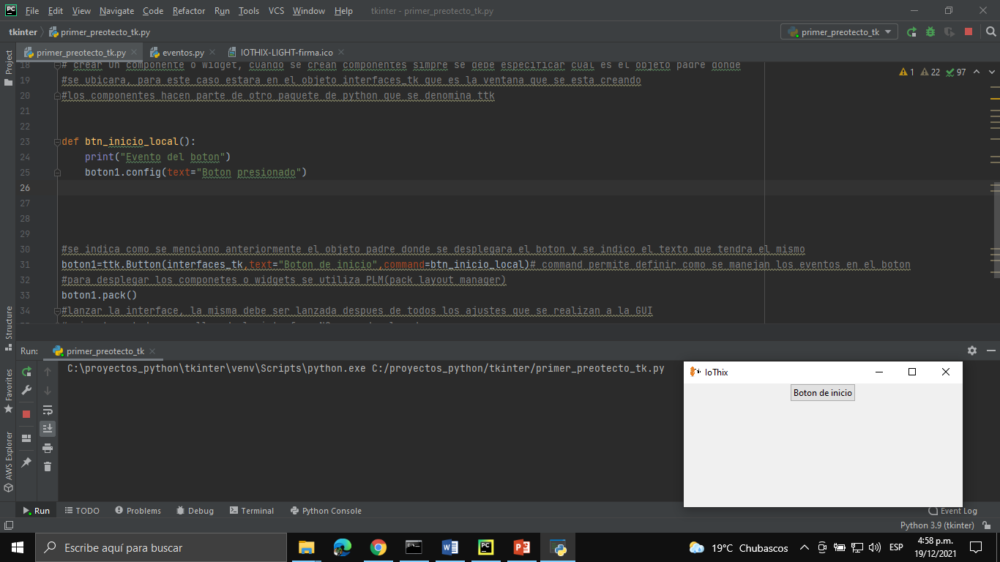 File Edit View Navigate Code Refactor Run Tools VCS Window Help tkinter - primer_preotecto_tk.py
tkinter primer_preotecto_tk.py primer_preotecto_tk
primer_preotecto_tk.py eventos.py IOTHIX-LIGHT-firma.ico
Project
18 # crear un componente o widget, cuando se crean componentes simpre se debe especificar cual es el objeto padre donde
1 22 97
19 #se ubicara, para este caso estara en el objeto interfaces_tk que es la ventana que se esta creando
20 #los componentes hacen parte de otro paquete de python que se denomina ttk
21
22
23 def btn_inicio_local():
24 print("Evento del boton")
25 boton1.config(text="Boton presionado")
26
27
28
29
30 #se indica como se menciono anteriormente el objeto padre donde se desplegara el boton y se indico el texto que tendra el mismo
31 boton1=ttk.Button(interfaces_tk,text="Boton de inicio",command=btn_inicio_local)# command permite definir como se manejan los eventos en el boton
32 #para desplegar los componetes o widgets se utiliza PLM(pack layout manager)
33 boton1.pack()
34 #lanzar la interface, la misma debe ser lanzada despues de todos los ajustes que se realizan a la GUI
Structure
Favorites
AWS Explorer
Run: primer_preotecto_tk
C:\proyectos_python\tkinter\venv\Scripts\python.exe C:/proyectos_python/tkinter/primer_preotecto_tk.py
IoThix
Boton de inicio
Run TODO Problems Debug Terminal Python Console Event Log
Python 3.9 (tkinter)
Escribe aquí para buscar
19°C Chubascos ESP
4:58 p.m.
19/12/2021